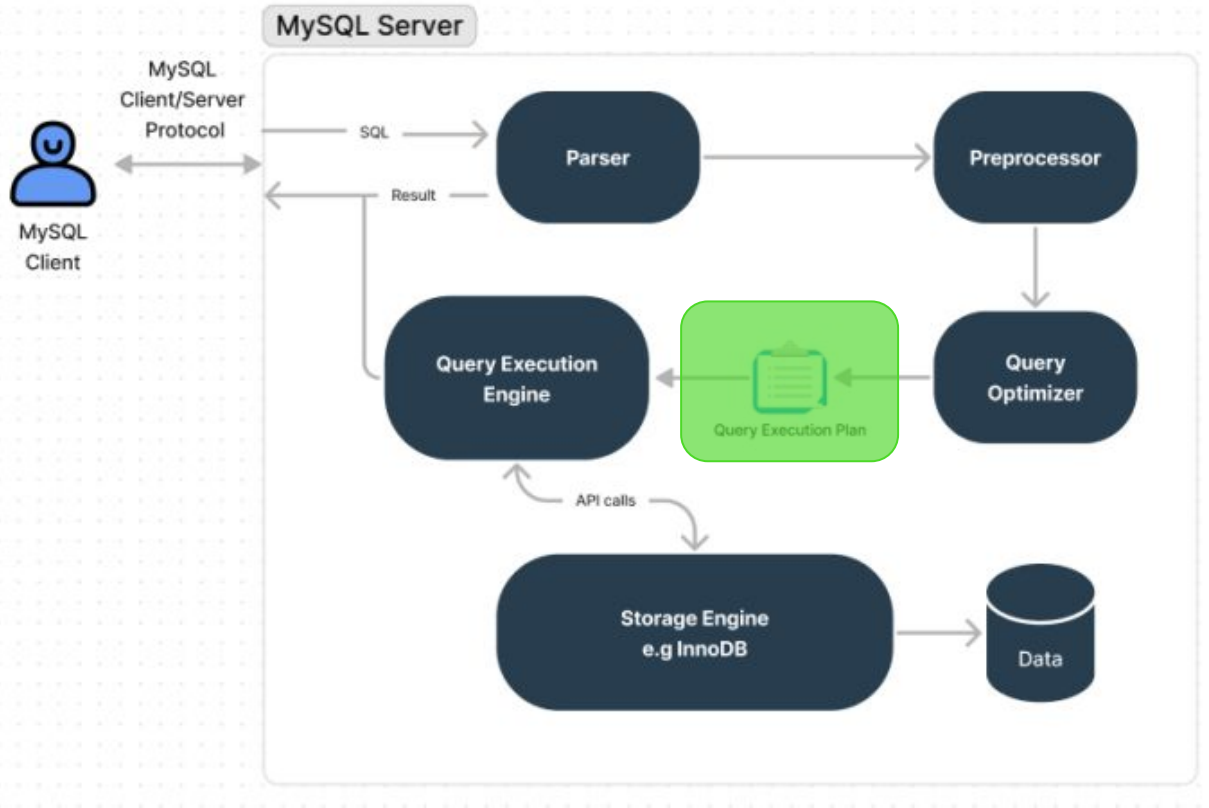 MySQL Server
MySQL
Client/Server
Protocol
SQL
Parser
Preprocessor
Result
MySQL
Client
Query Execution
Engine
Query Execution Plan
Query
Optimizer
API calls
Storage Engine
e.g InnoDB
Data